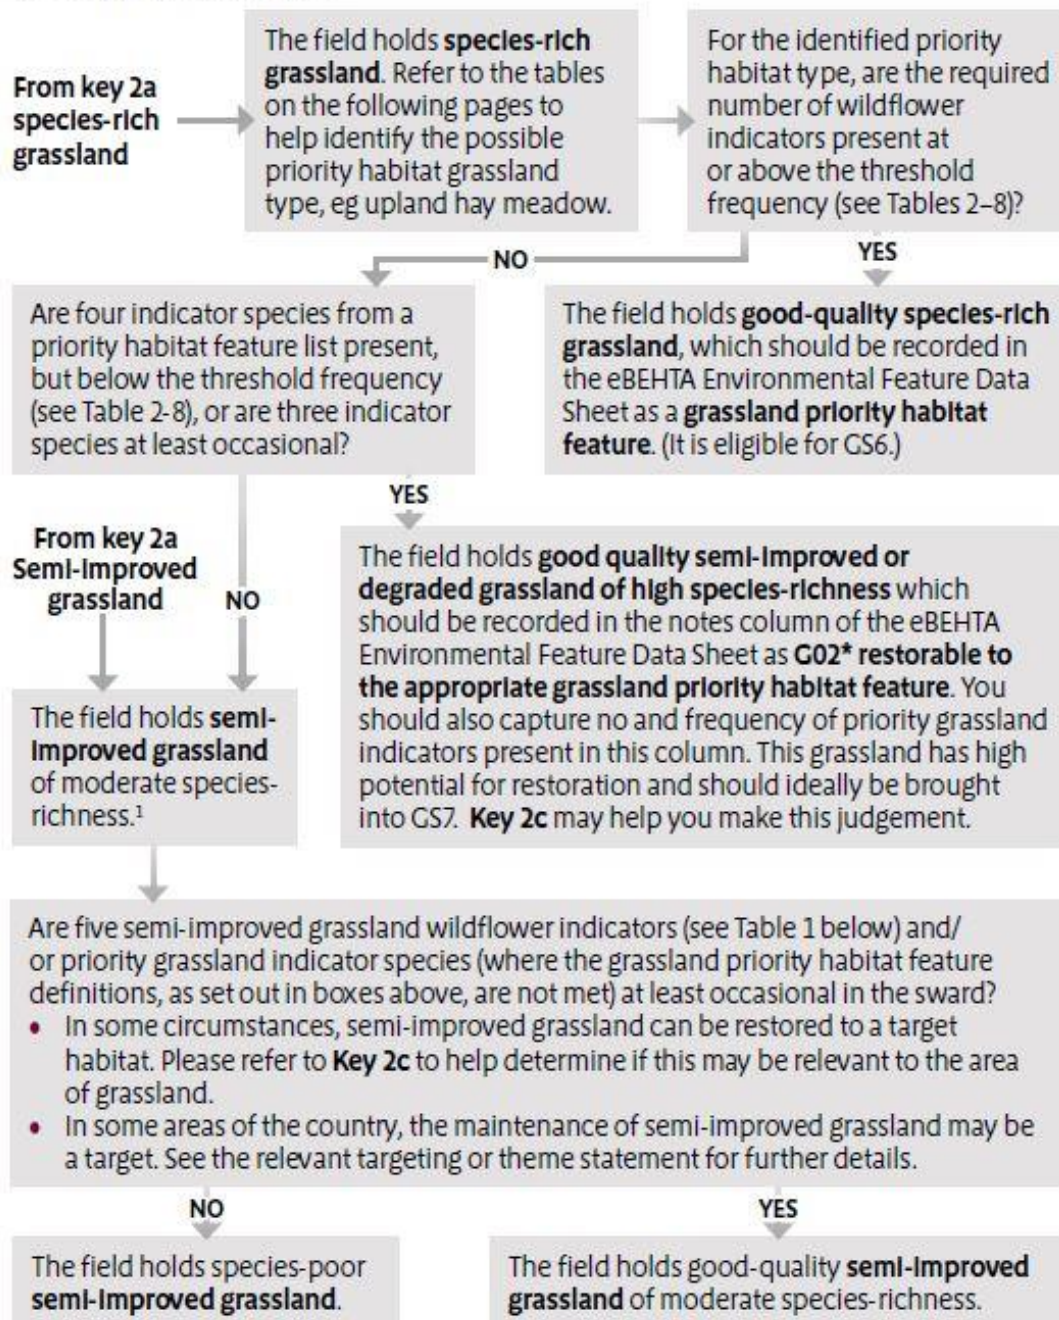 From key 2a
species-rich
grassland
The field holds species-rich
grassland. Refer to the tables
on the following pages to
help identify the possible
priority habitat grassland
type, eg upland hay meadow.
For the identified priority
habitat type, are the required
number of wildflower
indicators present at
or above the threshold
frequency (see Tables 2–8)?
NO
YES
Are four indicator species from a
priority habitat feature list present,
but below the threshold frequency
(see Table 2-8), or are three indicator
species at least occasional?
The field holds good-quality species-rich
grassland, which should be recorded in
the eBEHTA Environmental Feature Data
Sheet as a grassland priority habitat
feature. (It is eligible for GS6.)
YES
From key 2a
Semi-improved
grassland
NO
The field holds good quality semi-improved or
degraded grassland of high species-richness which
should be recorded in the notes column of the eBEHTA
Environmental Feature Data Sheet as G02* restorable to
the appropriate grassland priority habitat feature. You
should also capture no and frequency of priority grassland
indicators present in this column. This grassland has high
potential for restoration and should ideally be brought
into GS7. Key 2c may help you make this judgement.
The field holds semi-
improved grassland
of moderate species-
richness.¹
Are five semi-improved grassland wildflower indicators (see Table 1 below) and/
or priority grassland indicator species (where the grassland priority habitat feature
definitions, as set out in boxes above, are not met) at least occasional in the sward?
• In some circumstances, semi-improved grassland can be restored to a target
habitat. Please refer to Key 2c to help determine if this may be relevant to the area
of grassland.
• In some areas of the country, the maintenance of semi-improved grassland may be
a target. See the relevant targeting or theme statement for further details.
NO
YES
The field holds species-poor
semi-improved grassland.
The field holds good-quality semi-improved
grassland of moderate species-richness.